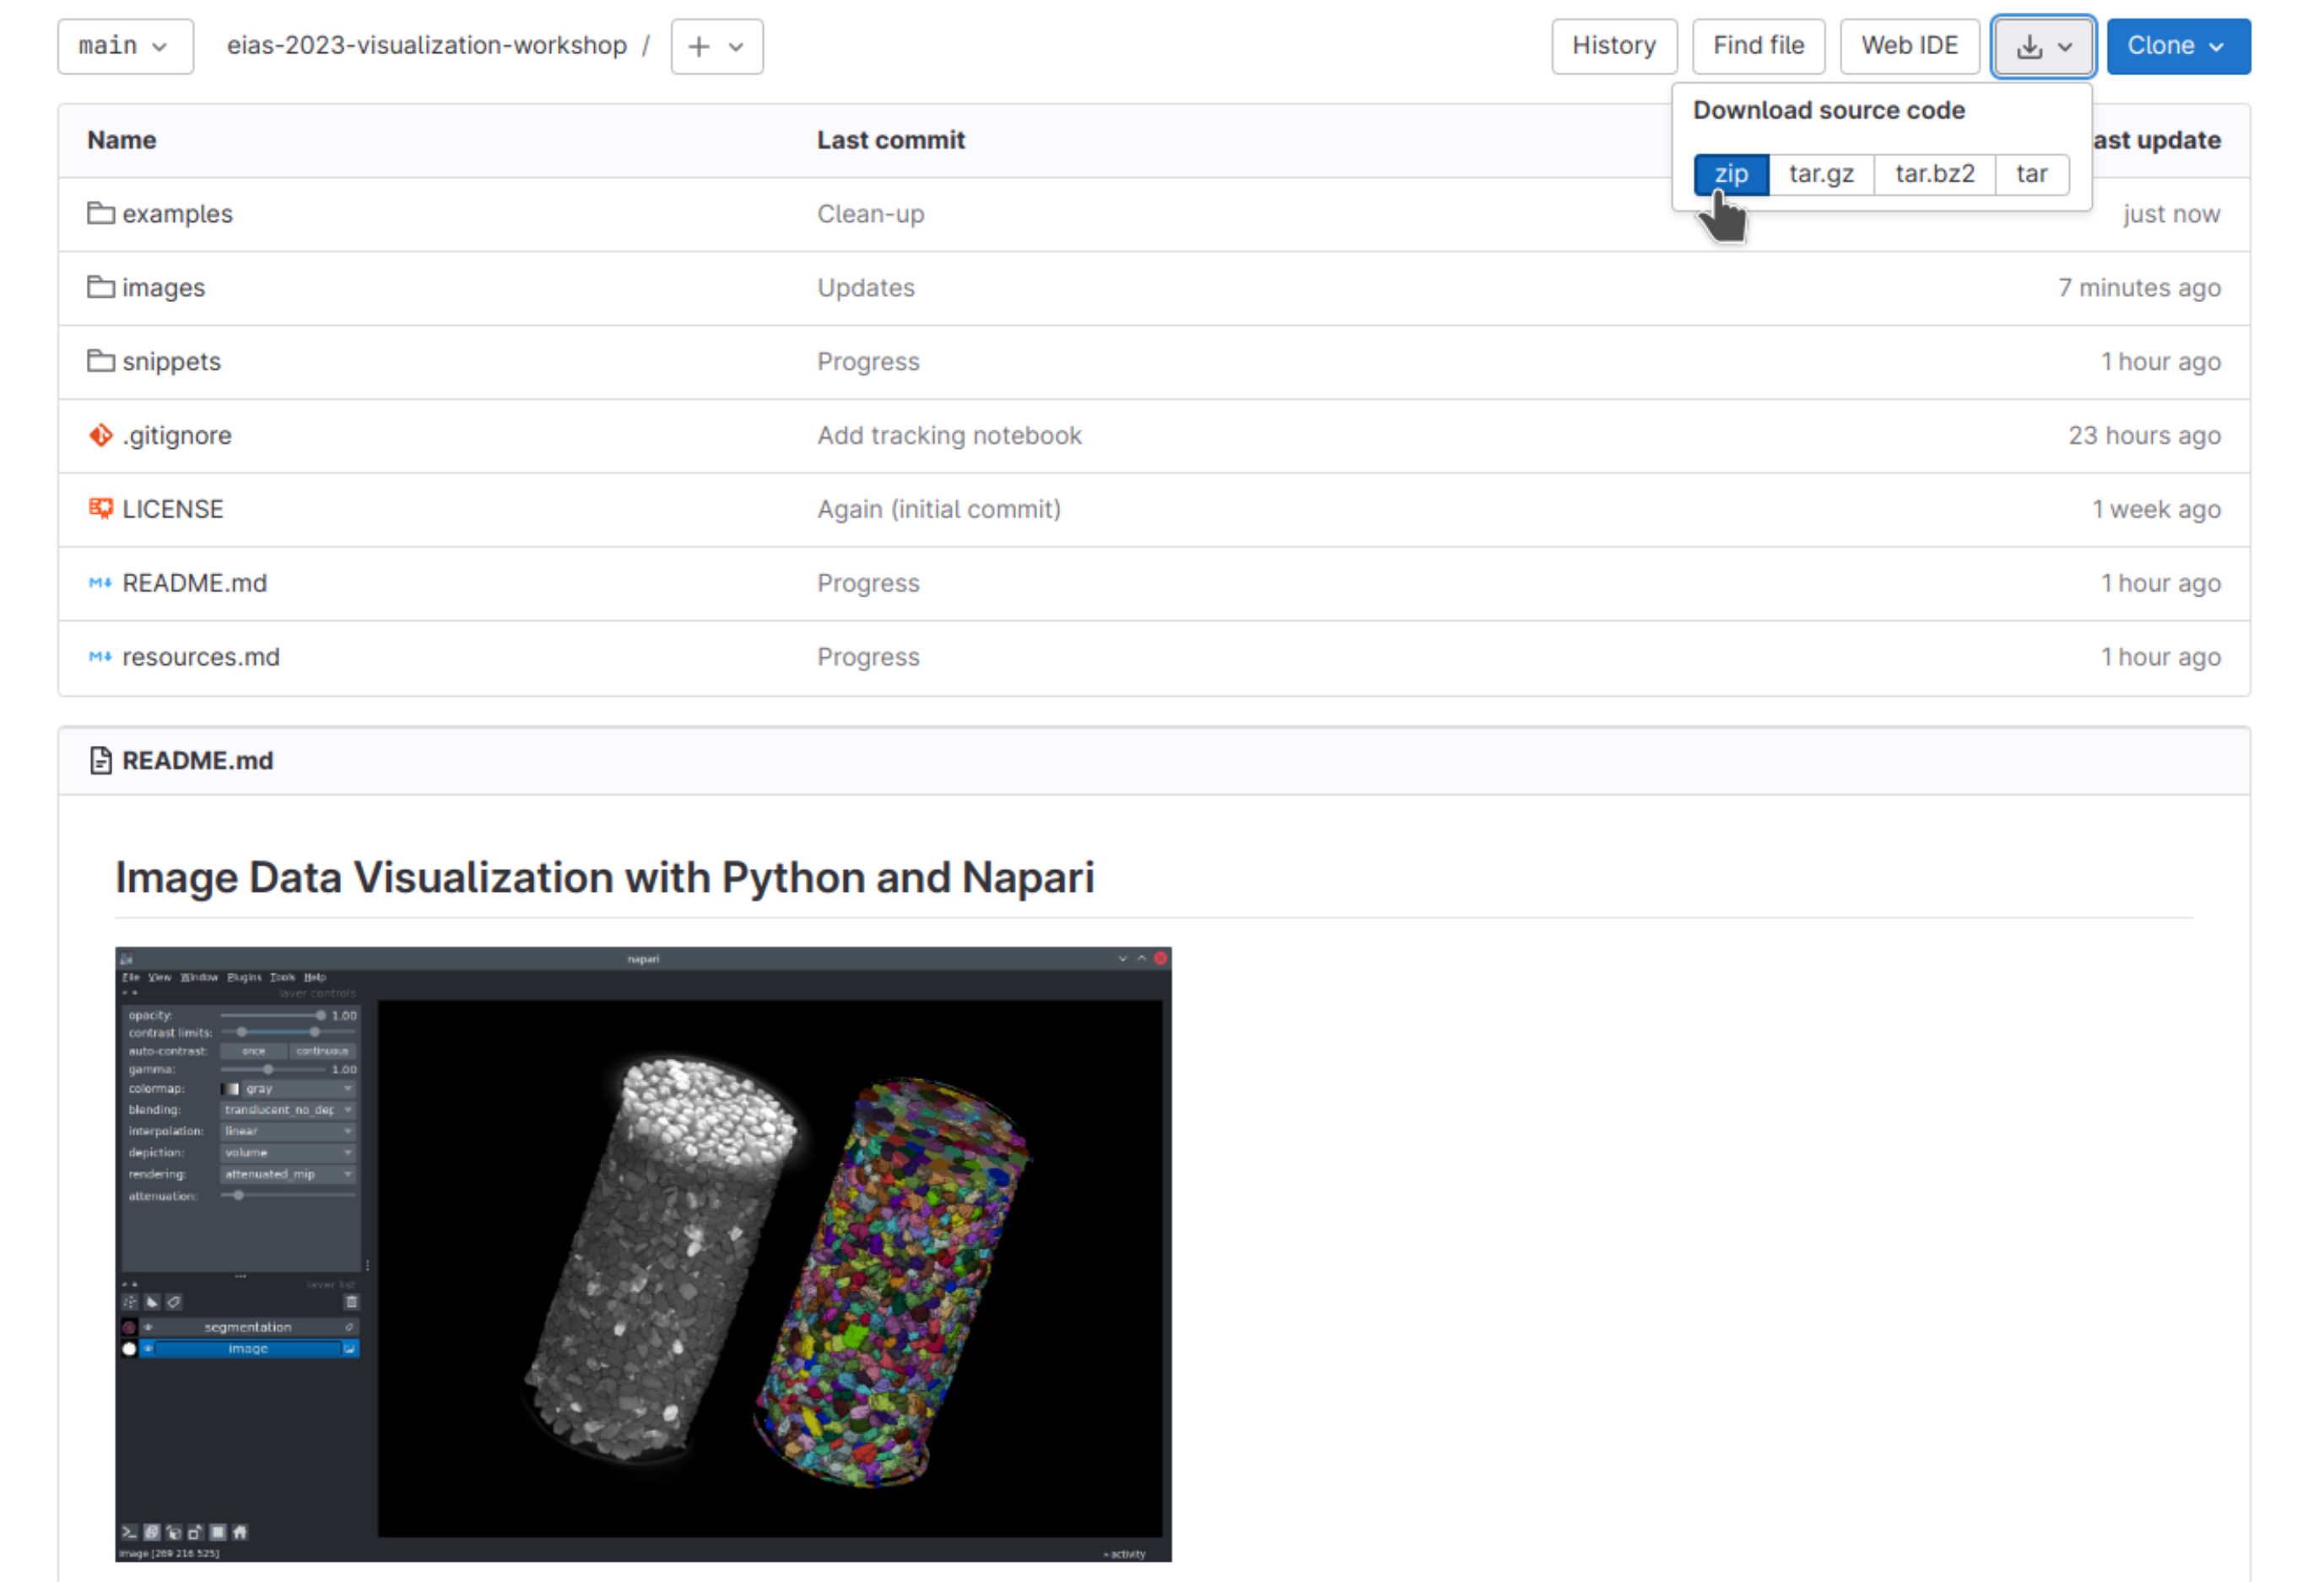 main
eias-2023-visualization-workshop /
History
Find file
Web IDE
Clone
Download source code
zip
tar.gz
tar.bz2
tar
Name Last commit ast update
examples Clean-up just now
images Updates 7 minutes ago
snippets Progress 1 hour ago
.gitignore Add tracking notebook 23 hours ago
LICENSE Again (initial commit) 1 week ago
README.md Progress 1 hour ago
resources.md Progress 1 hour ago
README.md
Image Data Visualization with Python and Napari
napari
File View Window Plugins Tools Help
layer controls
opacity: 1.00
contrast limits:
auto-contrast: once continuous
gamma: 1.00
colormap: gray
blending: translucent_no_dep
interpolation: linear
depiction: volume
rendering: attenuated_mip
attenuation:
layer list
segmentation
image
image [269 216 525]
activity